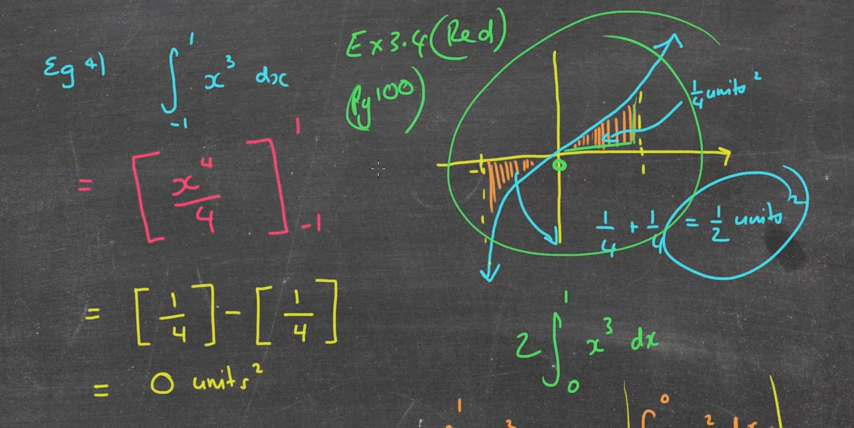 Eg 4) ∫₋₁¹ x³ dx
= [x⁴/4]₋₁¹
= [1/4] - [1/4]
= 0 units²
Ex 3.4 (Red)
(Pg 100)
1/4 units²
-1
0
1
1/4 + 1/4 = 1/2 units²
2 ∫₀¹ x³ dx